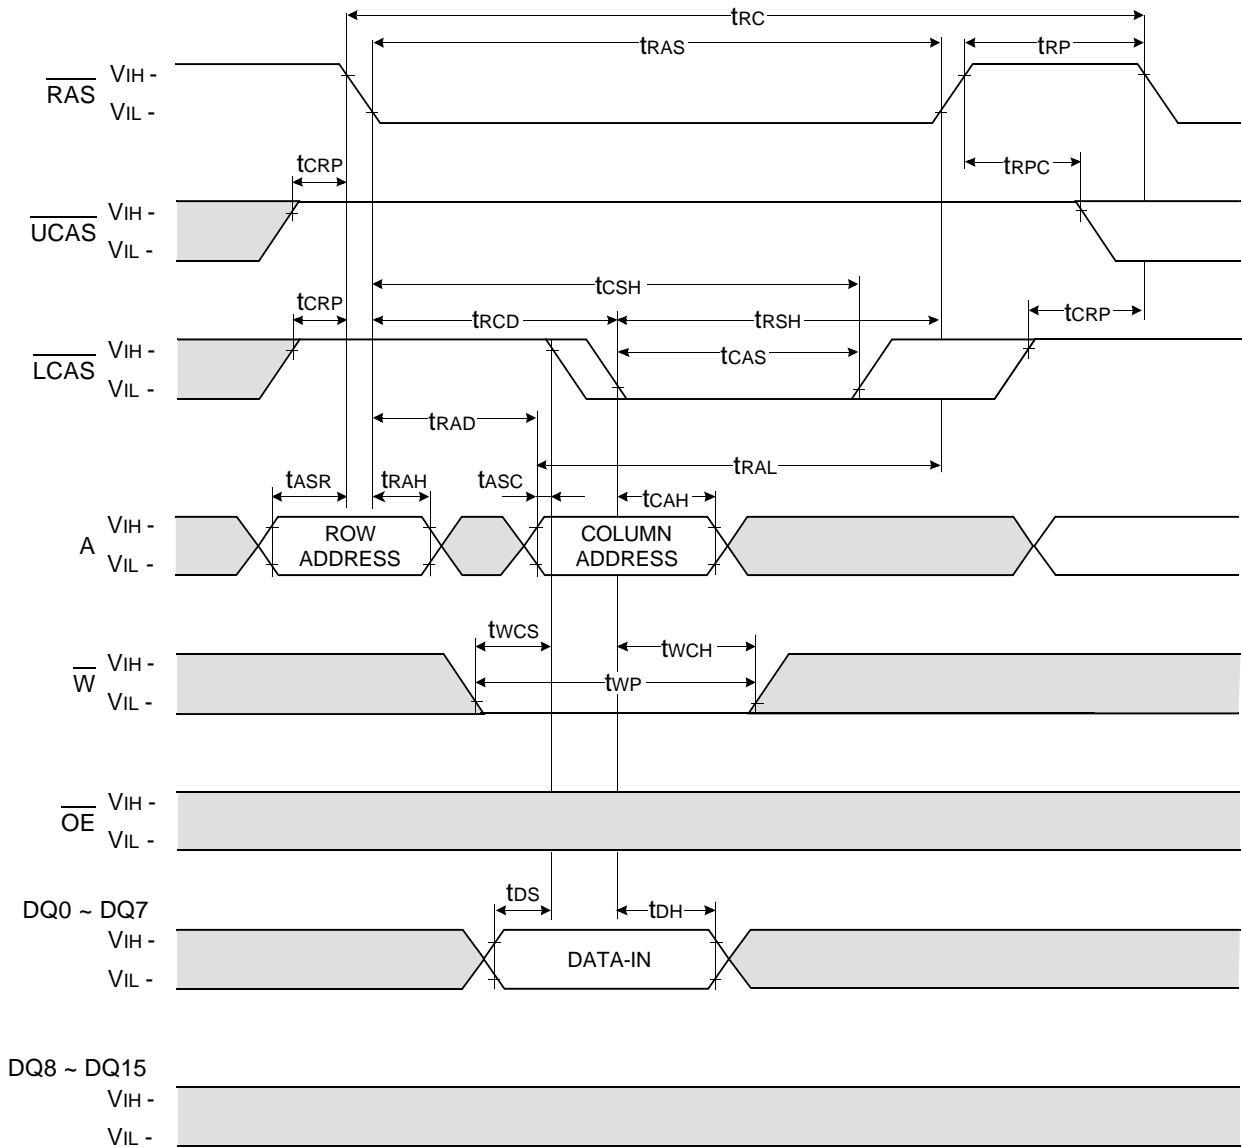 tRC
tRAS
tRP
RAS
VIH -
VIL -
tCRP
tRPC
UCAS
VIH -
VIL -
tCSH
tCRP
tRCD
tRSH
tCRP
LCAS
VIH -
VIL -
tCAS
tRAD
tRAL
tASR
tRAH
tASC
tCAH
A
VIH -
VIL -
ROW
ADDRESS
COLUMN
ADDRESS
tWCS
tWCH
W
VIH -
VIL -
tWP
OE
VIH -
VIL -
tDS
tDH
DQ0 ~ DQ7
VIH -
VIL -
DATA-IN
DQ8 ~ DQ15
VIH -
VIL -